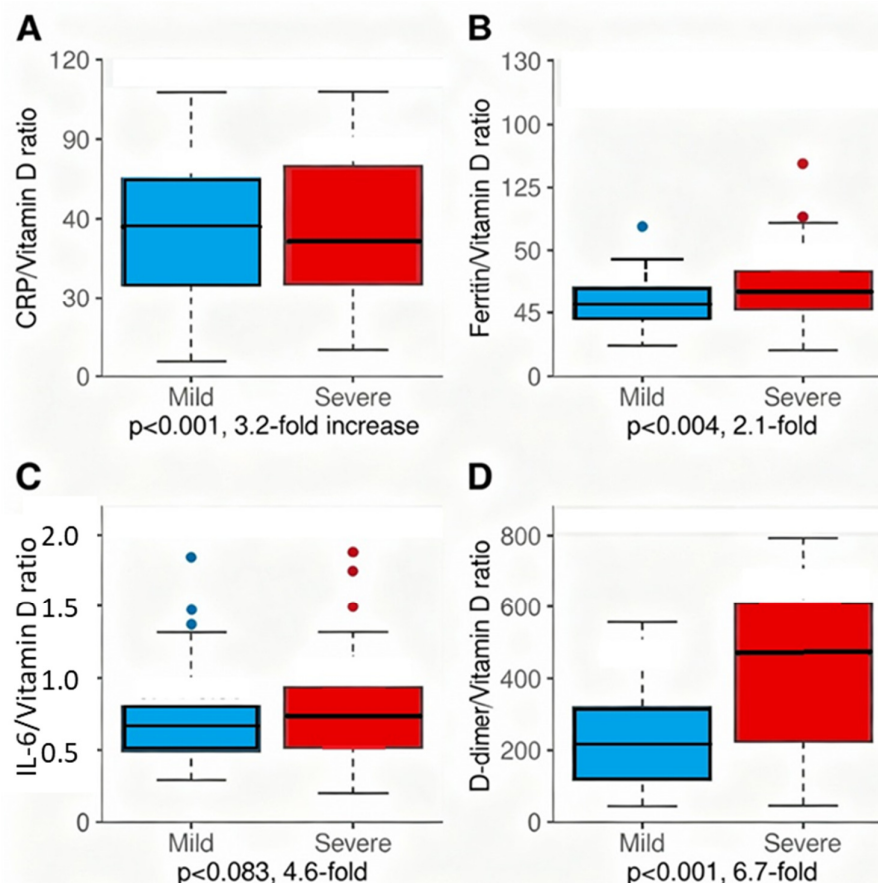 A
CRP/Vitamin D ratio
120
90
40
30
0
Mild Severe
p<0.001, 3.2-fold increase
B
Ferritin/Vitamin D ratio
130
100
125
50
45
0
Mild Severe
p<0.004, 2.1-fold
C
IL-6/Vitamin D ratio
2.0
1.5
1.0
0.5
0
Mild Severe
p<0.083, 4.6-fold
D
D-dimer/Vitamin D ratio
800
600
400
200
0
Mild Severe
p<0.001, 6.7-fold